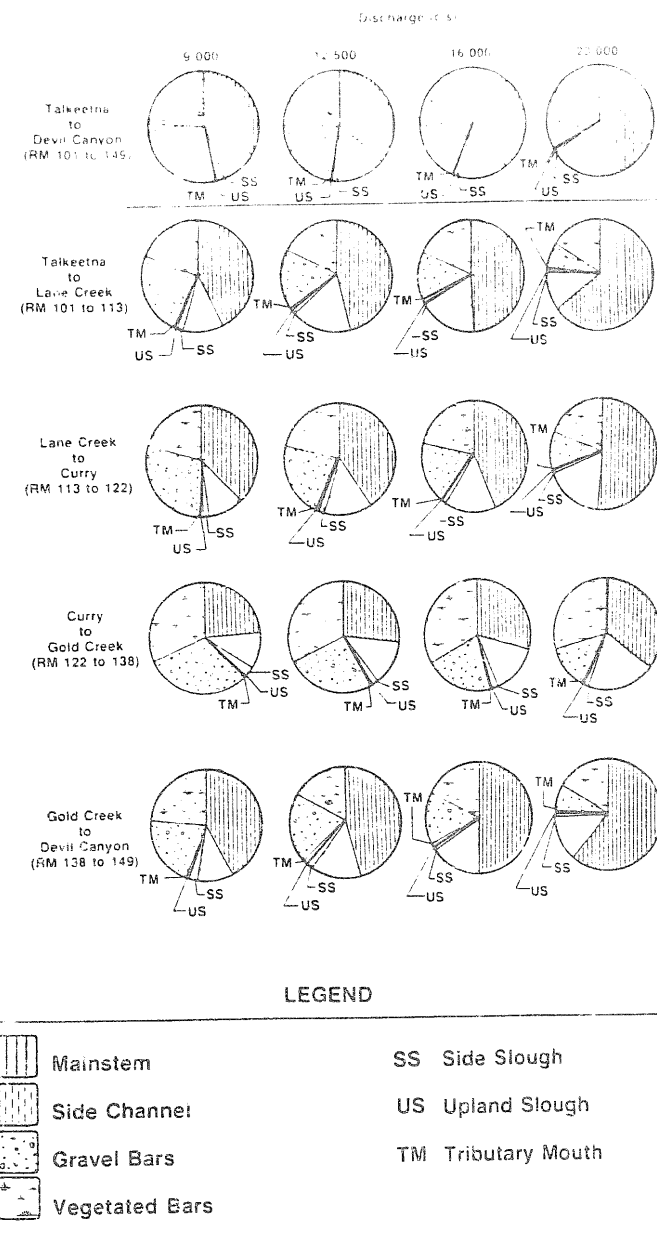 9 000
16 000
Talkeetna
to
Devil Canyon
(RM 101 to 149)
TM US SS
TM US SS
TM US SS
TM US SS
Talkeetna
to
Lane Creek
(RM 101 to 113)
TM US SS
TM US SS
TM US SS
TM US SS
Lane Creek
to
Curry
(RM 113 to 122)
TM US SS
TM US SS
TM US SS
TM US SS
Curry
to
Gold Creek
(RM 122 to 138)
TM US SS
TM US SS
TM US SS
TM US SS
Gold Creek
to
Devil Canyon
(RM 138 to 149)
TM US SS
TM US SS
TM US SS
TM US SS
LEGEND
Mainstem
Side Channel
Gravel Bars
Vegetated Bars
SS Side Slough
US Upland Slough
TM Tributary Mouth